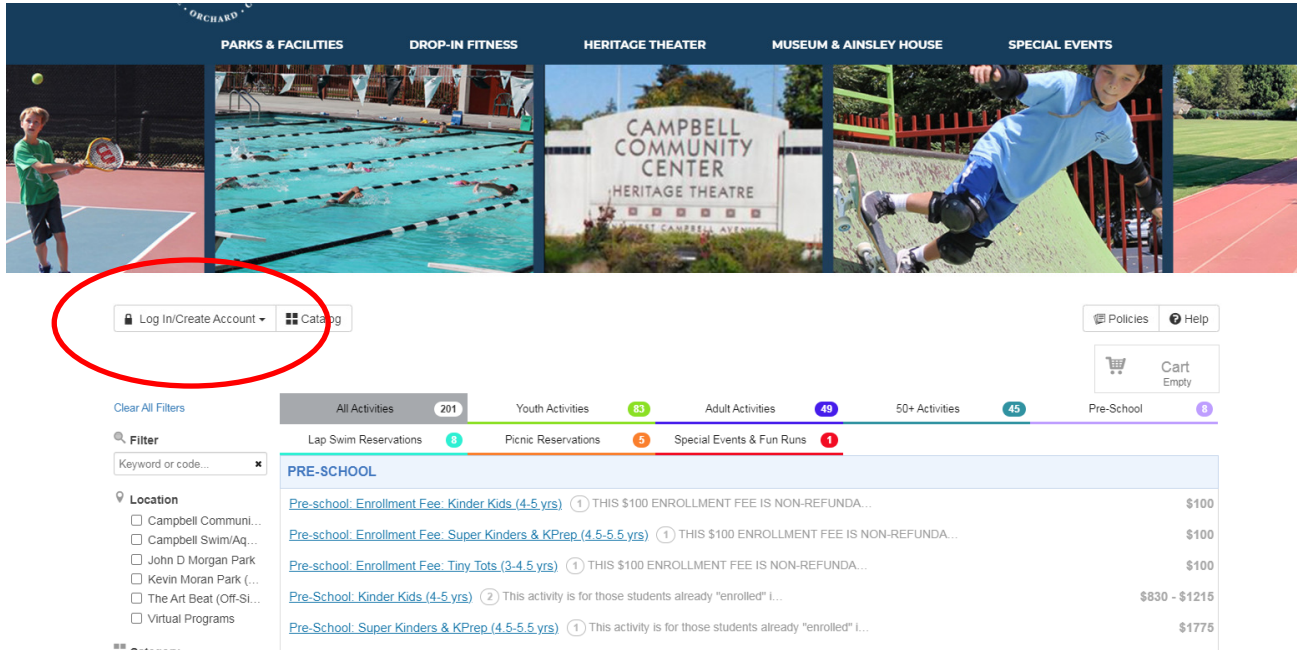 · ORCHARD ·
PARKS & FACILITIES DROP-IN FITNESS HERITAGE THEATER MUSEUM & AINSLEY HOUSE SPECIAL EVENTS
CAMPBELL
COMMUNITY
CENTER
HERITAGE THEATRE
WEST CAMPBELL AVENUE
Log In/Create Account Catalog Policies Help
Cart
Empty
Clear All Filters All Activities 201 Youth Activities 83 Adult Activities 49 50+ Activities 45 Pre-School 8
Filter Lap Swim Reservations 8 Picnic Reservations 5 Special Events & Fun Runs 1
Keyword or code... ×
PRE-SCHOOL
Location
Campbell Communi...
Campbell Swim/Aq...
John D Morgan Park
Kevin Moran Park (...
The Art Beat (Off-Si...
Virtual Programs
Category
Pre-school: Enrollment Fee: Kinder Kids (4-5 yrs) 1 THIS $100 ENROLLMENT FEE IS NON-REFUNDA... $100
Pre-school: Enrollment Fee: Super Kinders & KPrep (4.5-5.5 yrs) 1 THIS $100 ENROLLMENT FEE IS NON-REFUNDA... $100
Pre-school: Enrollment Fee: Tiny Tots (3-4.5 yrs) 1 THIS $100 ENROLLMENT FEE IS NON-REFUNDA... $100
Pre-School: Kinder Kids (4-5 yrs) 2 This activity is for those students already "enrolled" i... $830 - $1215
Pre-School: Super Kinders & KPrep (4.5-5.5 yrs) 1 This activity is for those students already "enrolled" i... $1775